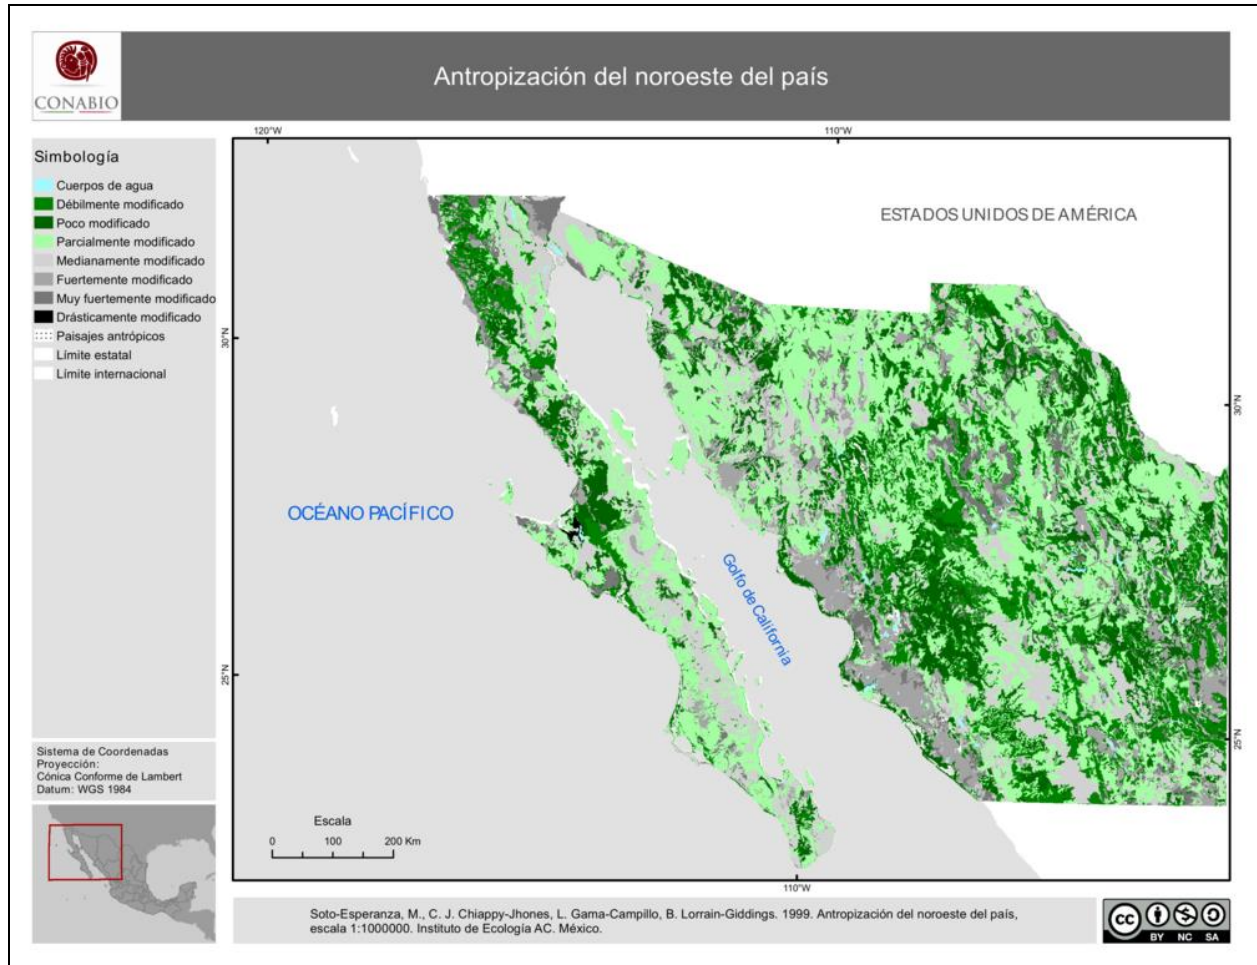 CONABIO
Antropización del noroeste del país
Simbología
Cuerpos de agua
Débilmente modificado
Poco modificado
Parcialmente modificado
Medianamente modificado
Fuertemente modificado
Muy fuertemente modificado
Drásticamente modificado
Paisajes antrópicos
Límite estatal
Límite internacional
120°W
110°W
ESTADOS UNIDOS DE AMÉRICA
30°N
30°N
OCÉANO PACÍFICO
Golfo de California
25°N
25°N
Sistema de Coordenadas
Proyección:
Cónica Conforme de Lambert
Datum: WGS 1984
Escala
0 100 200 Km
110°W
Soto-Esperanza, M., C. J. Chiappy-Jhones, L. Gama-Campillo, B. Lorrain-Giddings. 1999. Antropización del noroeste del país,
escala 1:1000000. Instituto de Ecología AC. México.
cc
BY NC SA